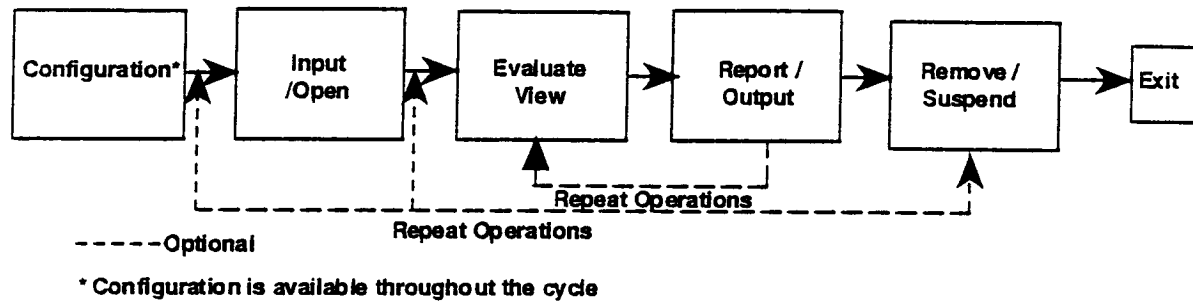 Configuration*
Input
/Open
Evaluate
View
Report /
Output
Remove /
Suspend
Exit
Repeat Operations
Repeat Operations
Optional
* Configuration is available throughout the cycle